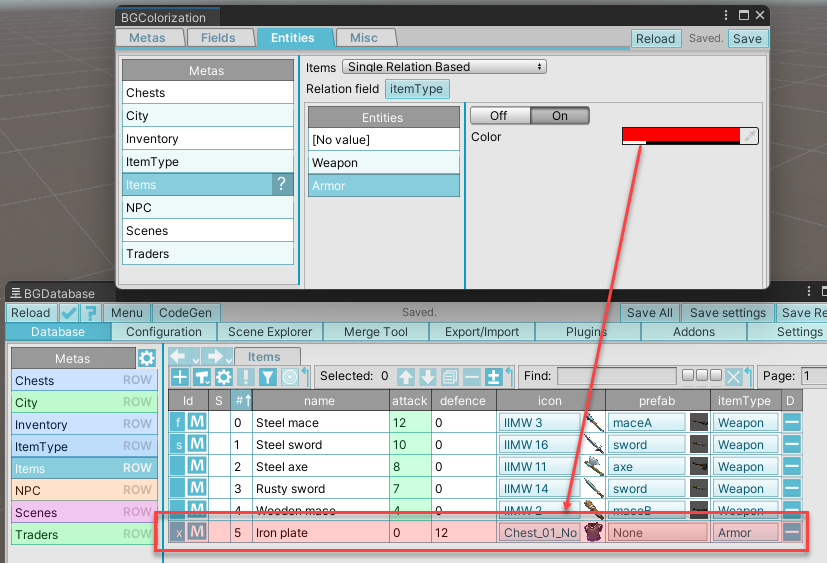 BGColorization
Metas Fields Entities Misc Reload Saved. Save
Metas
Chests
City
Inventory
ItemType
Items ?
NPC
Scenes
Traders
Items Single Relation Based
Relation field itemType
Entities
[No value]
Weapon
Armor
Off On
Color
BGDatabase
Reload ? Menu CodeGen Saved. Save All Save settings Save Re
Database Configuration Scene Explorer Merge Tool Export/Import Plugins Addons Settings
Metas
Chests ROW
City ROW
Inventory ROW
ItemType ROW
Items ROW
NPC ROW
Scenes ROW
Traders ROW
Items
Selected: 0 Find: Page: 1
Id S # name attack defence icon prefab itemType D
f M 0 Steel mace 12 0 IIMW 3 maceA Weapon
s M 1 Steel sword 10 0 IIMW 16 sword Weapon
M 2 Steel axe 8 0 IIMW 11 axe Weapon
M 3 Rusty sword 7 0 IIMW 14 sword Weapon
M 4 Wooden mace 4 0 IIMW 2 maceB Weapon
x M 5 Iron plate 0 12 Chest_01_No None Armor